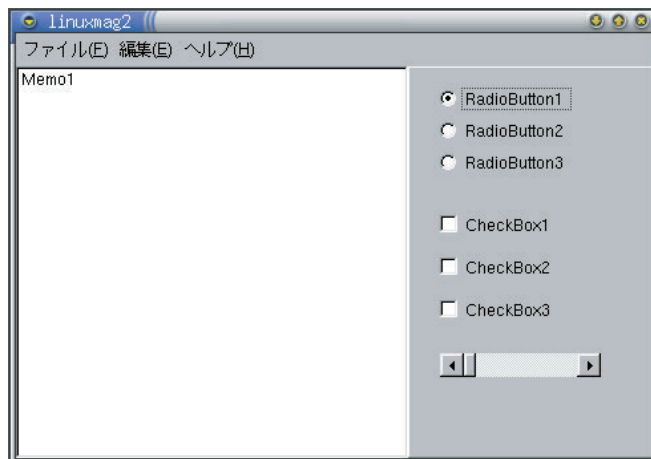 linuxmag2
ファイル(F) 編集(E) ヘルプ(H)
Memo1
RadioButton1
RadioButton2
RadioButton3
CheckBox1
CheckBox2
CheckBox3